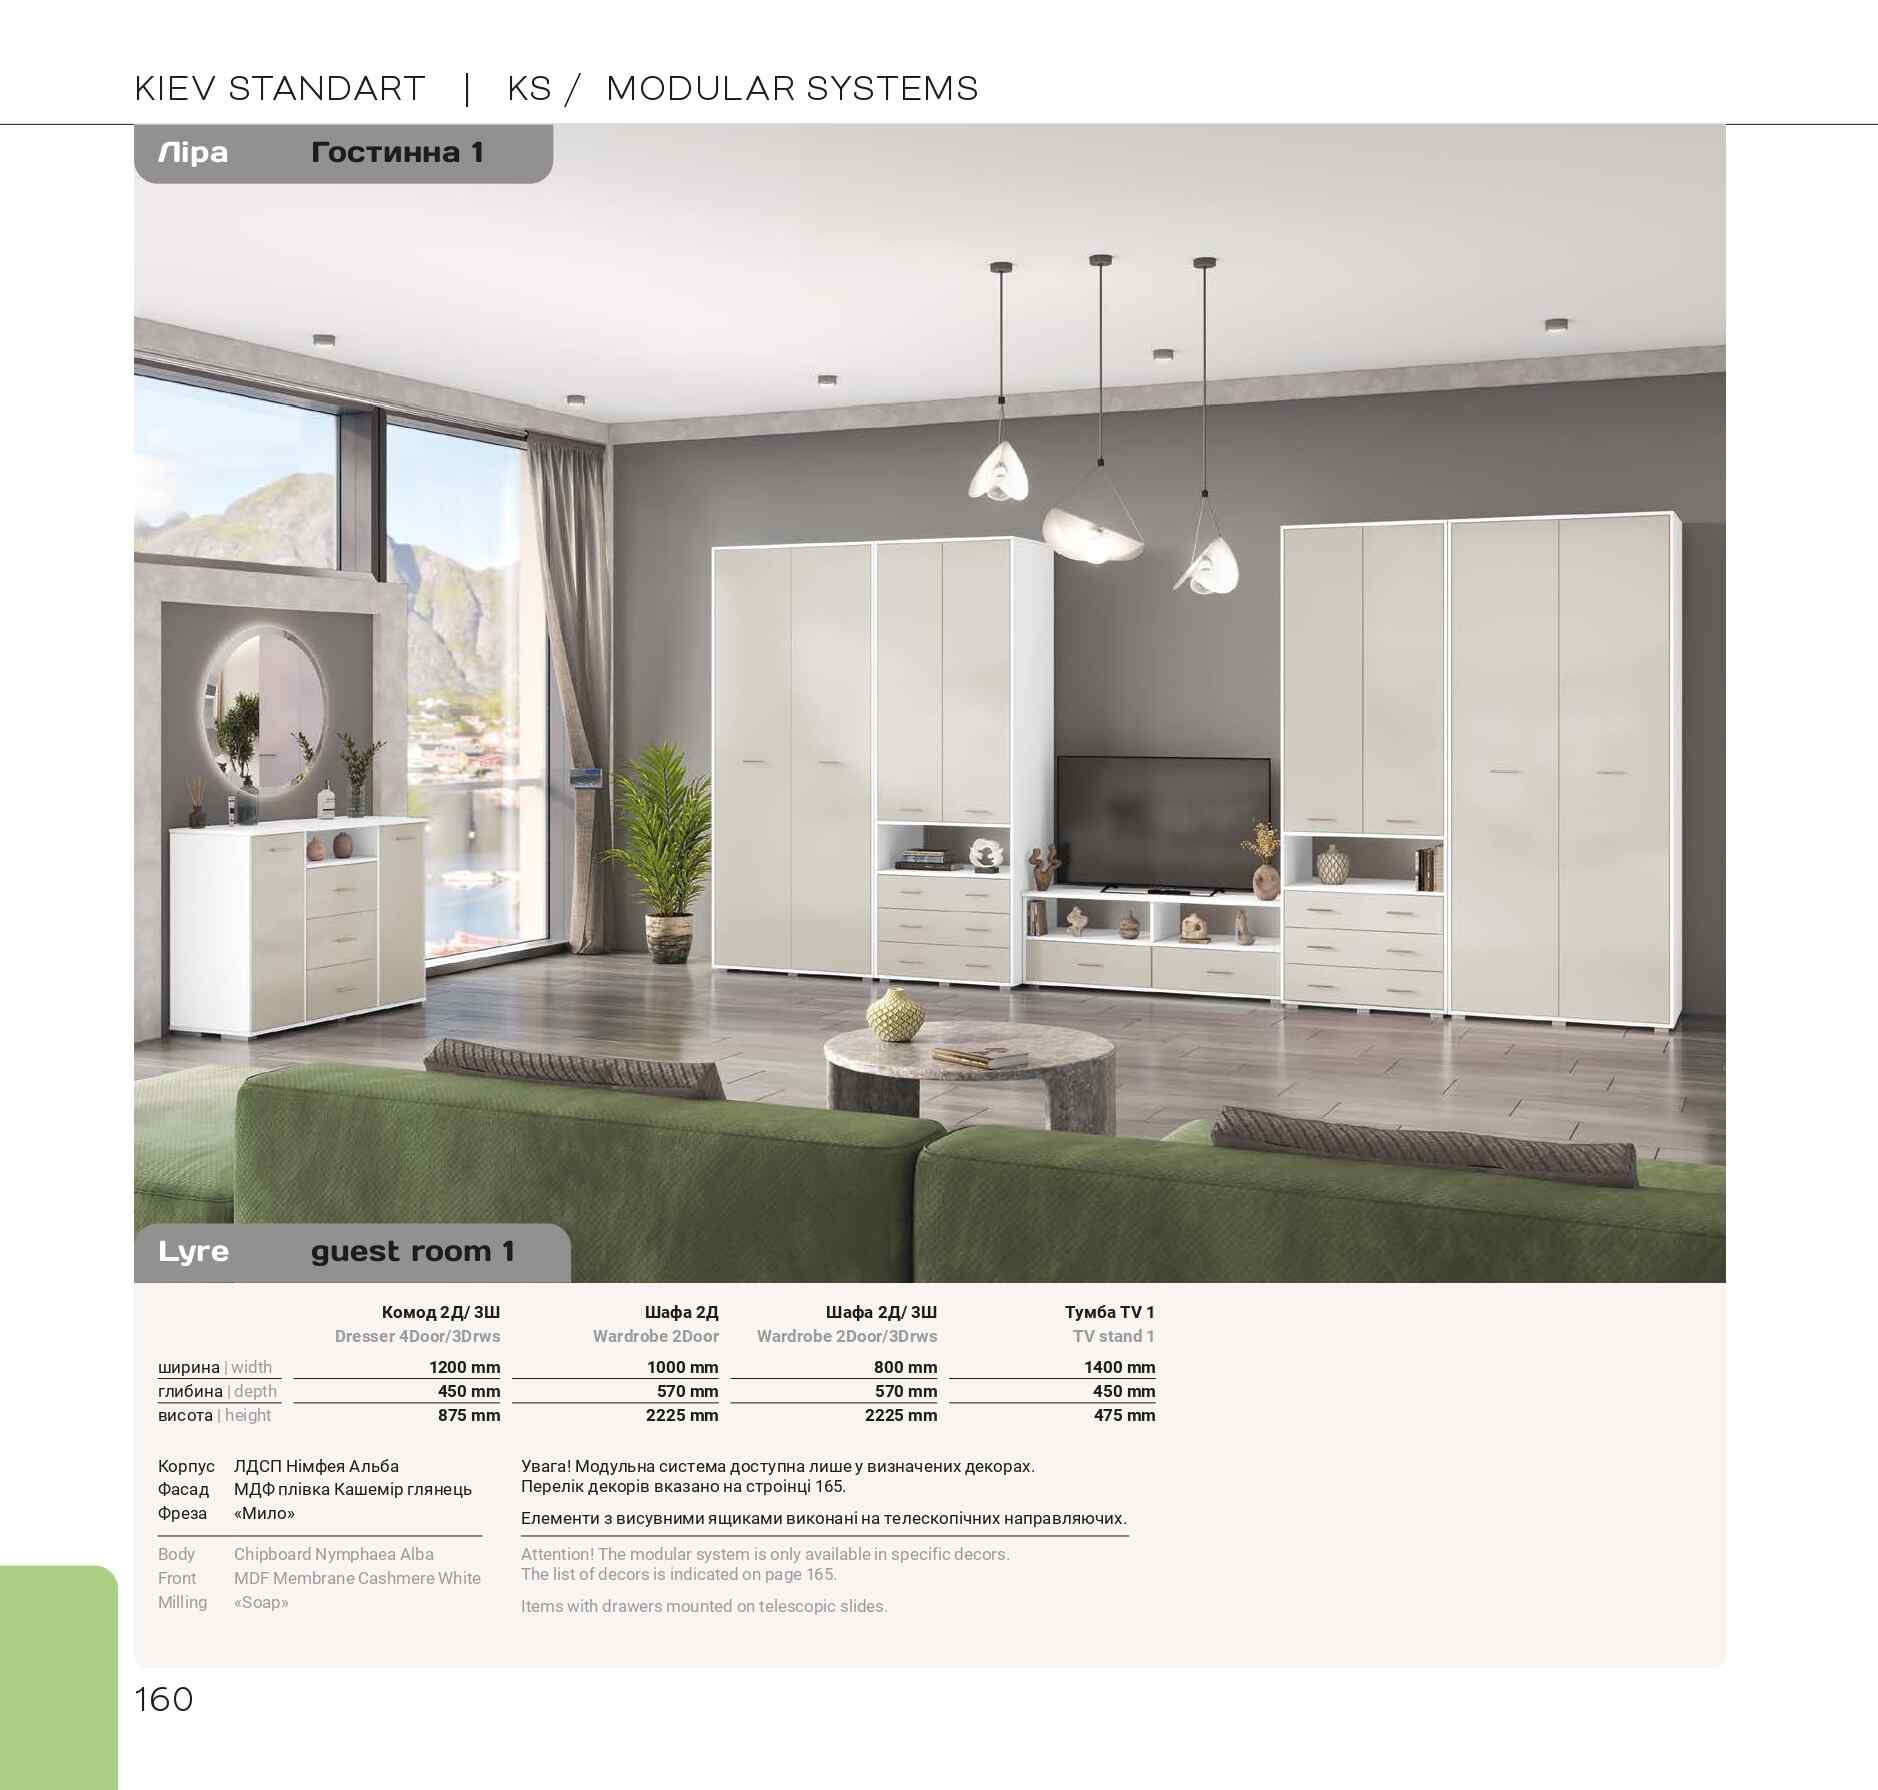 KIEV STANDART | KS / MODULAR SYSTEMS
Ліра Гостинна 1
Lyre guest room 1
Комод 2Д/ 3Ш Шафа 2Д Шафа 2Д/ 3Ш Тумба TV 1
Dresser 4Door/3Drws Wardrobe 2Door Wardrobe 2Door/3Drws TV stand 1
ширина | width 1200 mm 1000 mm 800 mm 1400 mm
глибина | depth 450 mm 570 mm 570 mm 450 mm
висота | height 875 mm 2225 mm 2225 mm 475 mm
Корпус ЛДСП Німфея Альба
Фасад МДФ плівка Кашемір глянець
Фреза «Мило»
Body Chipboard Nymphaea Alba
Front MDF Membrane Cashmere White
Milling «Soap»
Увага! Модульна система доступна лише у визначених декорах.
Перелік декорів вказано на строінці 165.
Елементи з висувними ящиками виконані на телескопічних направляючих.
Attention! The modular system is only available in specific decors.
The list of decors is indicated on page 165.
Items with drawers mounted on telescopic slides.
160